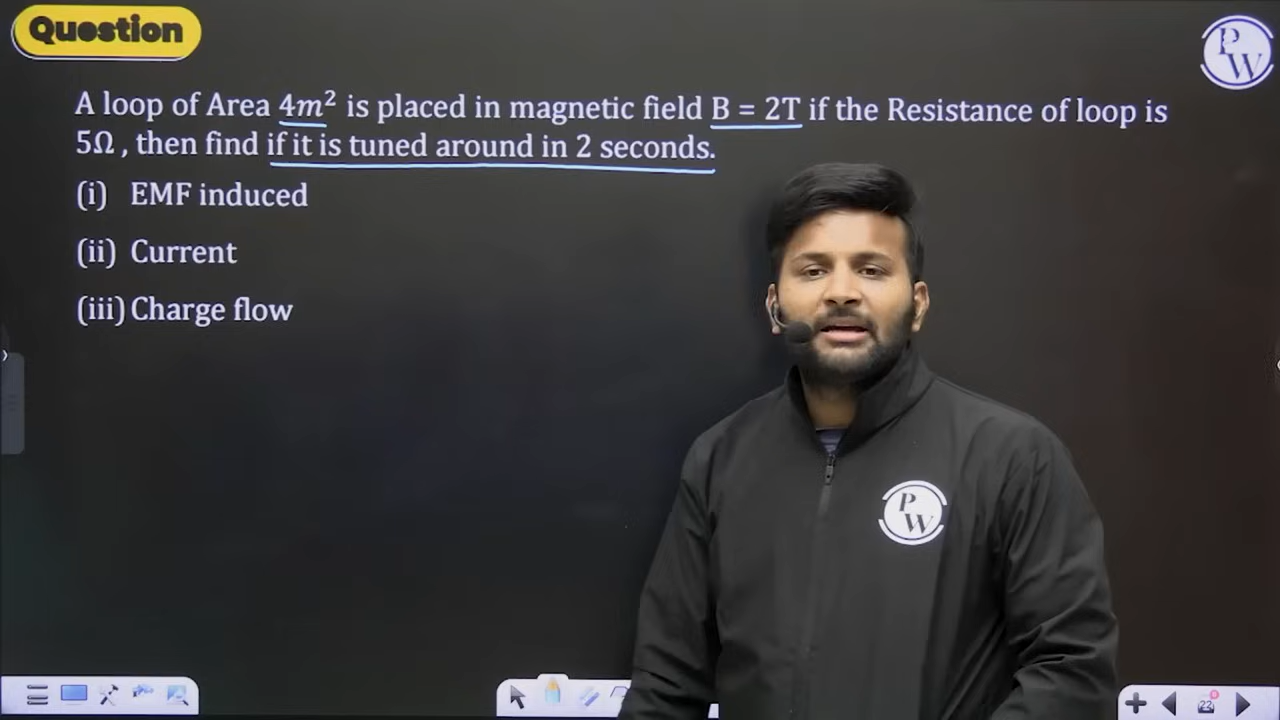 Question
P
W
A loop of Area 4m² is placed in magnetic field B = 2T if the Resistance of loop is
5Ω , then find if it is tuned around in 2 seconds.
(i) EMF induced
(ii) Current
(iii) Charge flow
P
W